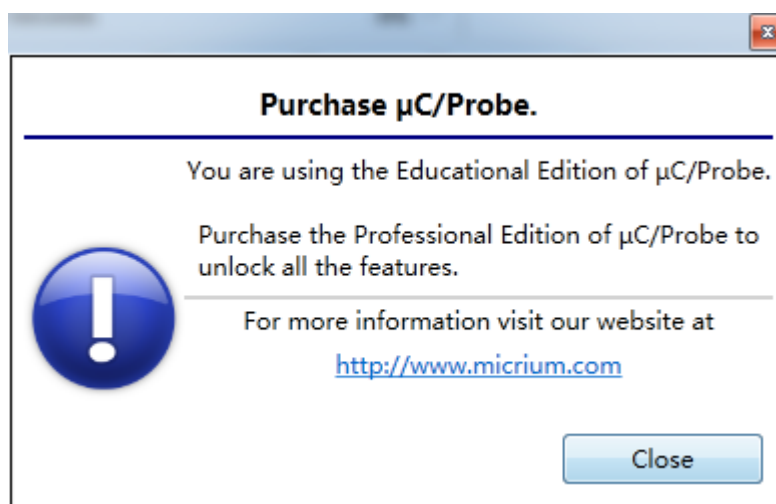 Purchase µC/Probe.
You are using the Educational Edition of µC/Probe.
Purchase the Professional Edition of µC/Probe to
unlock all the features.
For more information visit our website at
http://www.micrium.com
Close